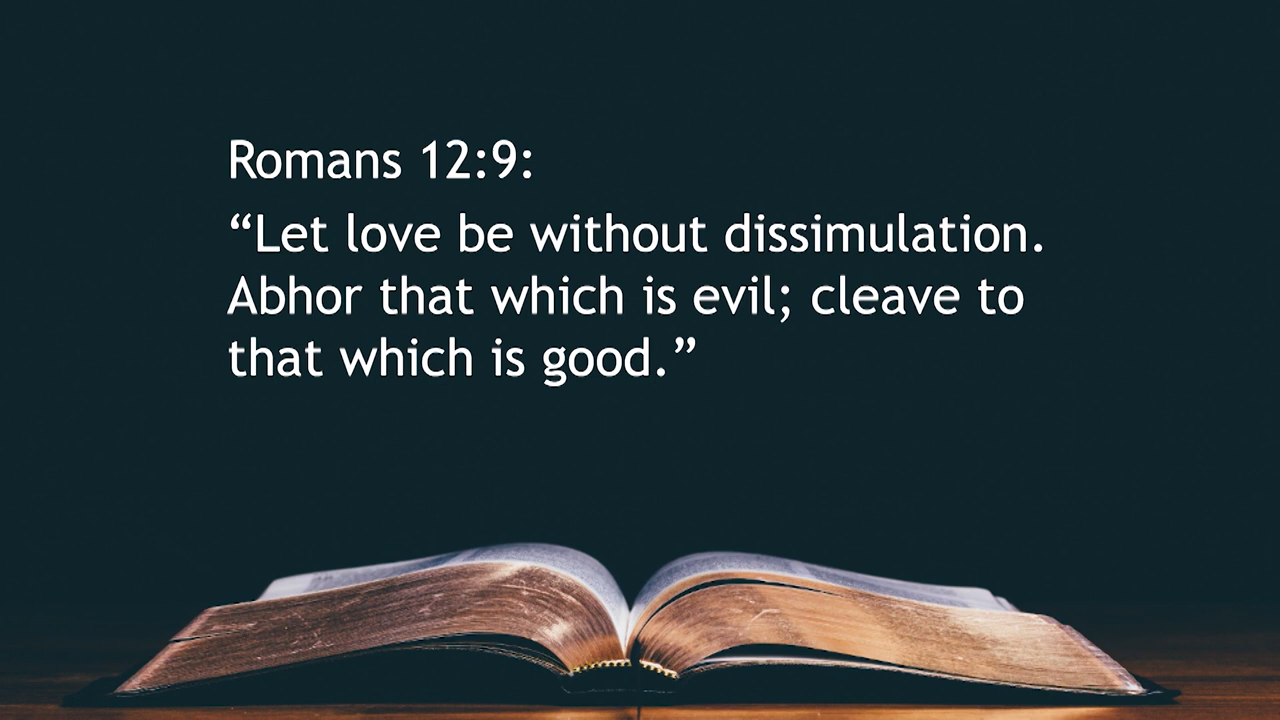 Romans 12:9:
“Let love be without dissimulation.
Abhor that which is evil; cleave to
that which is good.”